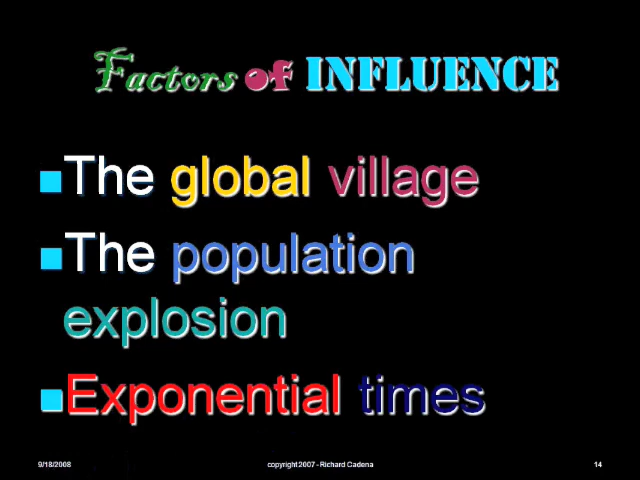 Factors of INFLUENCE
The global village
The population
explosion
Exponential times
9/18/2008 copyright 2007 - Richard Cadena 14